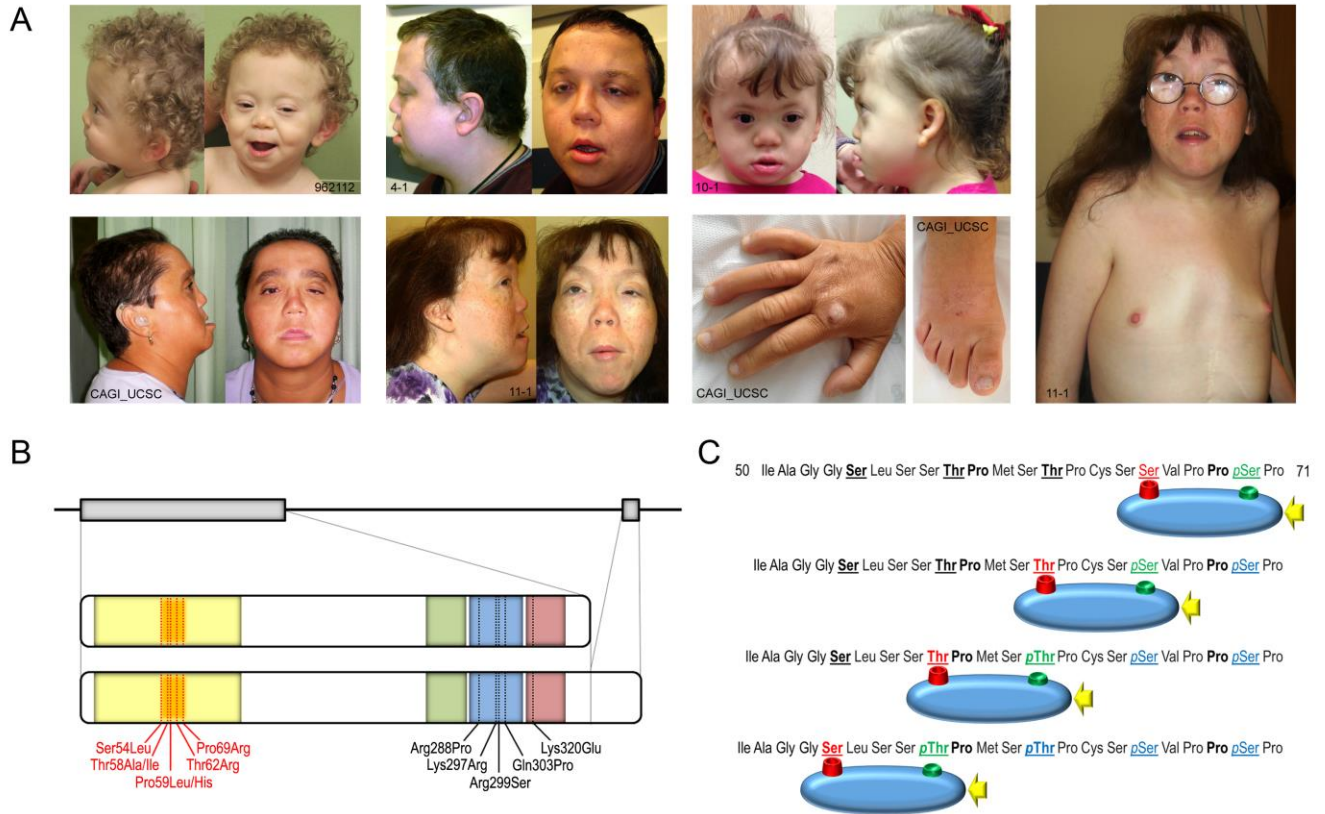 A
962112
4-1
10-1
11-1
CAGI_UCSC
11-1
CAGI_UCSC
CAGI_UCSC
B
Ser54Leu
Thr58Ala/Ile
Pro59Leu/His
Pro69Arg
Thr62Arg
Arg288Pro
Lys297Arg
Arg299Ser
Gln303Pro
Lys320Glu
C
50 Ile Ala Gly Gly Ser Leu Ser Ser Thr Pro Met Ser Thr Pro Cys Ser Ser Val Pro Pro pSer Pro 71
Ile Ala Gly Gly Ser Leu Ser Ser Thr Pro Met Ser Thr Pro Cys Ser pSer Val Pro Pro pSer Pro
Ile Ala Gly Gly Ser Leu Ser Ser Thr Pro Met Ser pThr Pro Cys Ser pSer Val Pro Pro pSer Pro
Ile Ala Gly Gly Ser Leu Ser Ser pThr Pro Met Ser pThr Pro Cys Ser pSer Val Pro Pro pSer Pro